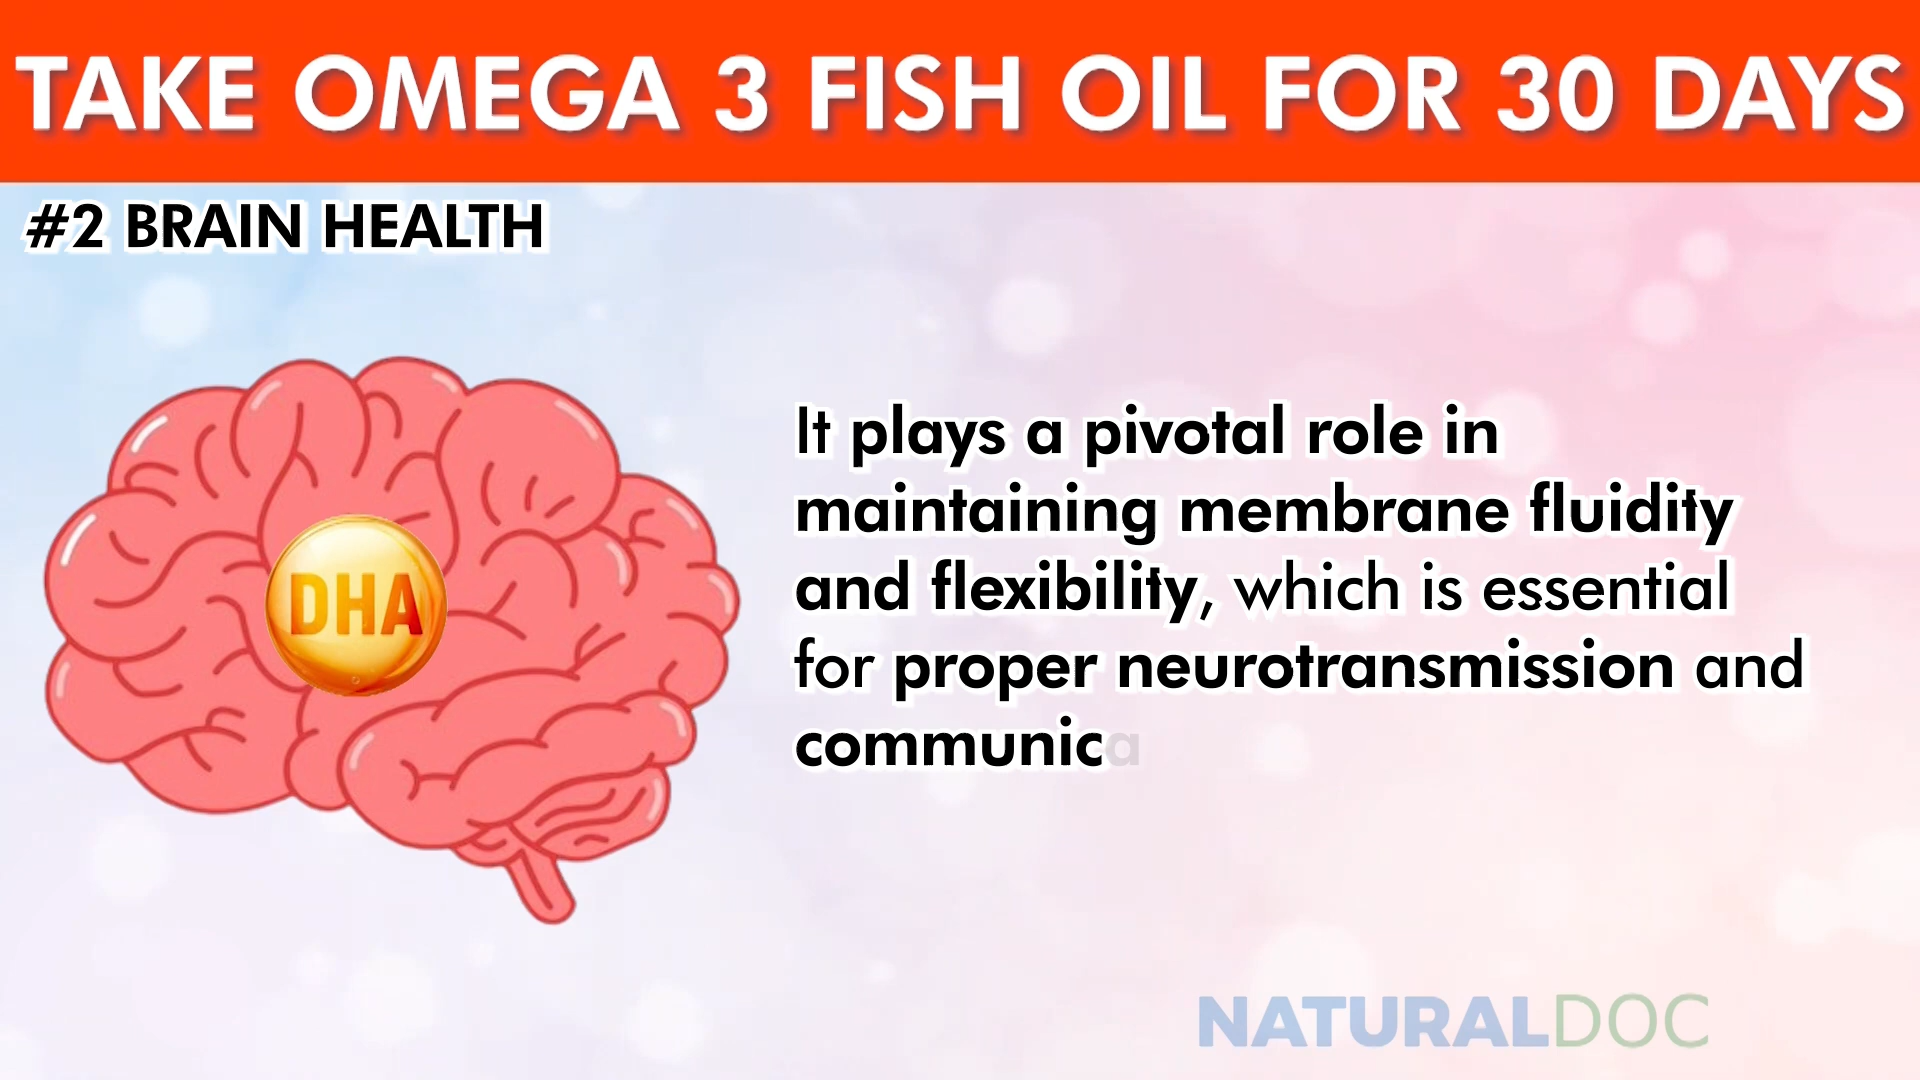 TAKE OMEGA 3 FISH OIL FOR 30 DAYS
#2 BRAIN HEALTH
DHA
It plays a pivotal role in
maintaining membrane fluidity
and flexibility, which is essential
for proper neurotransmission and
communica
NATURALDOC